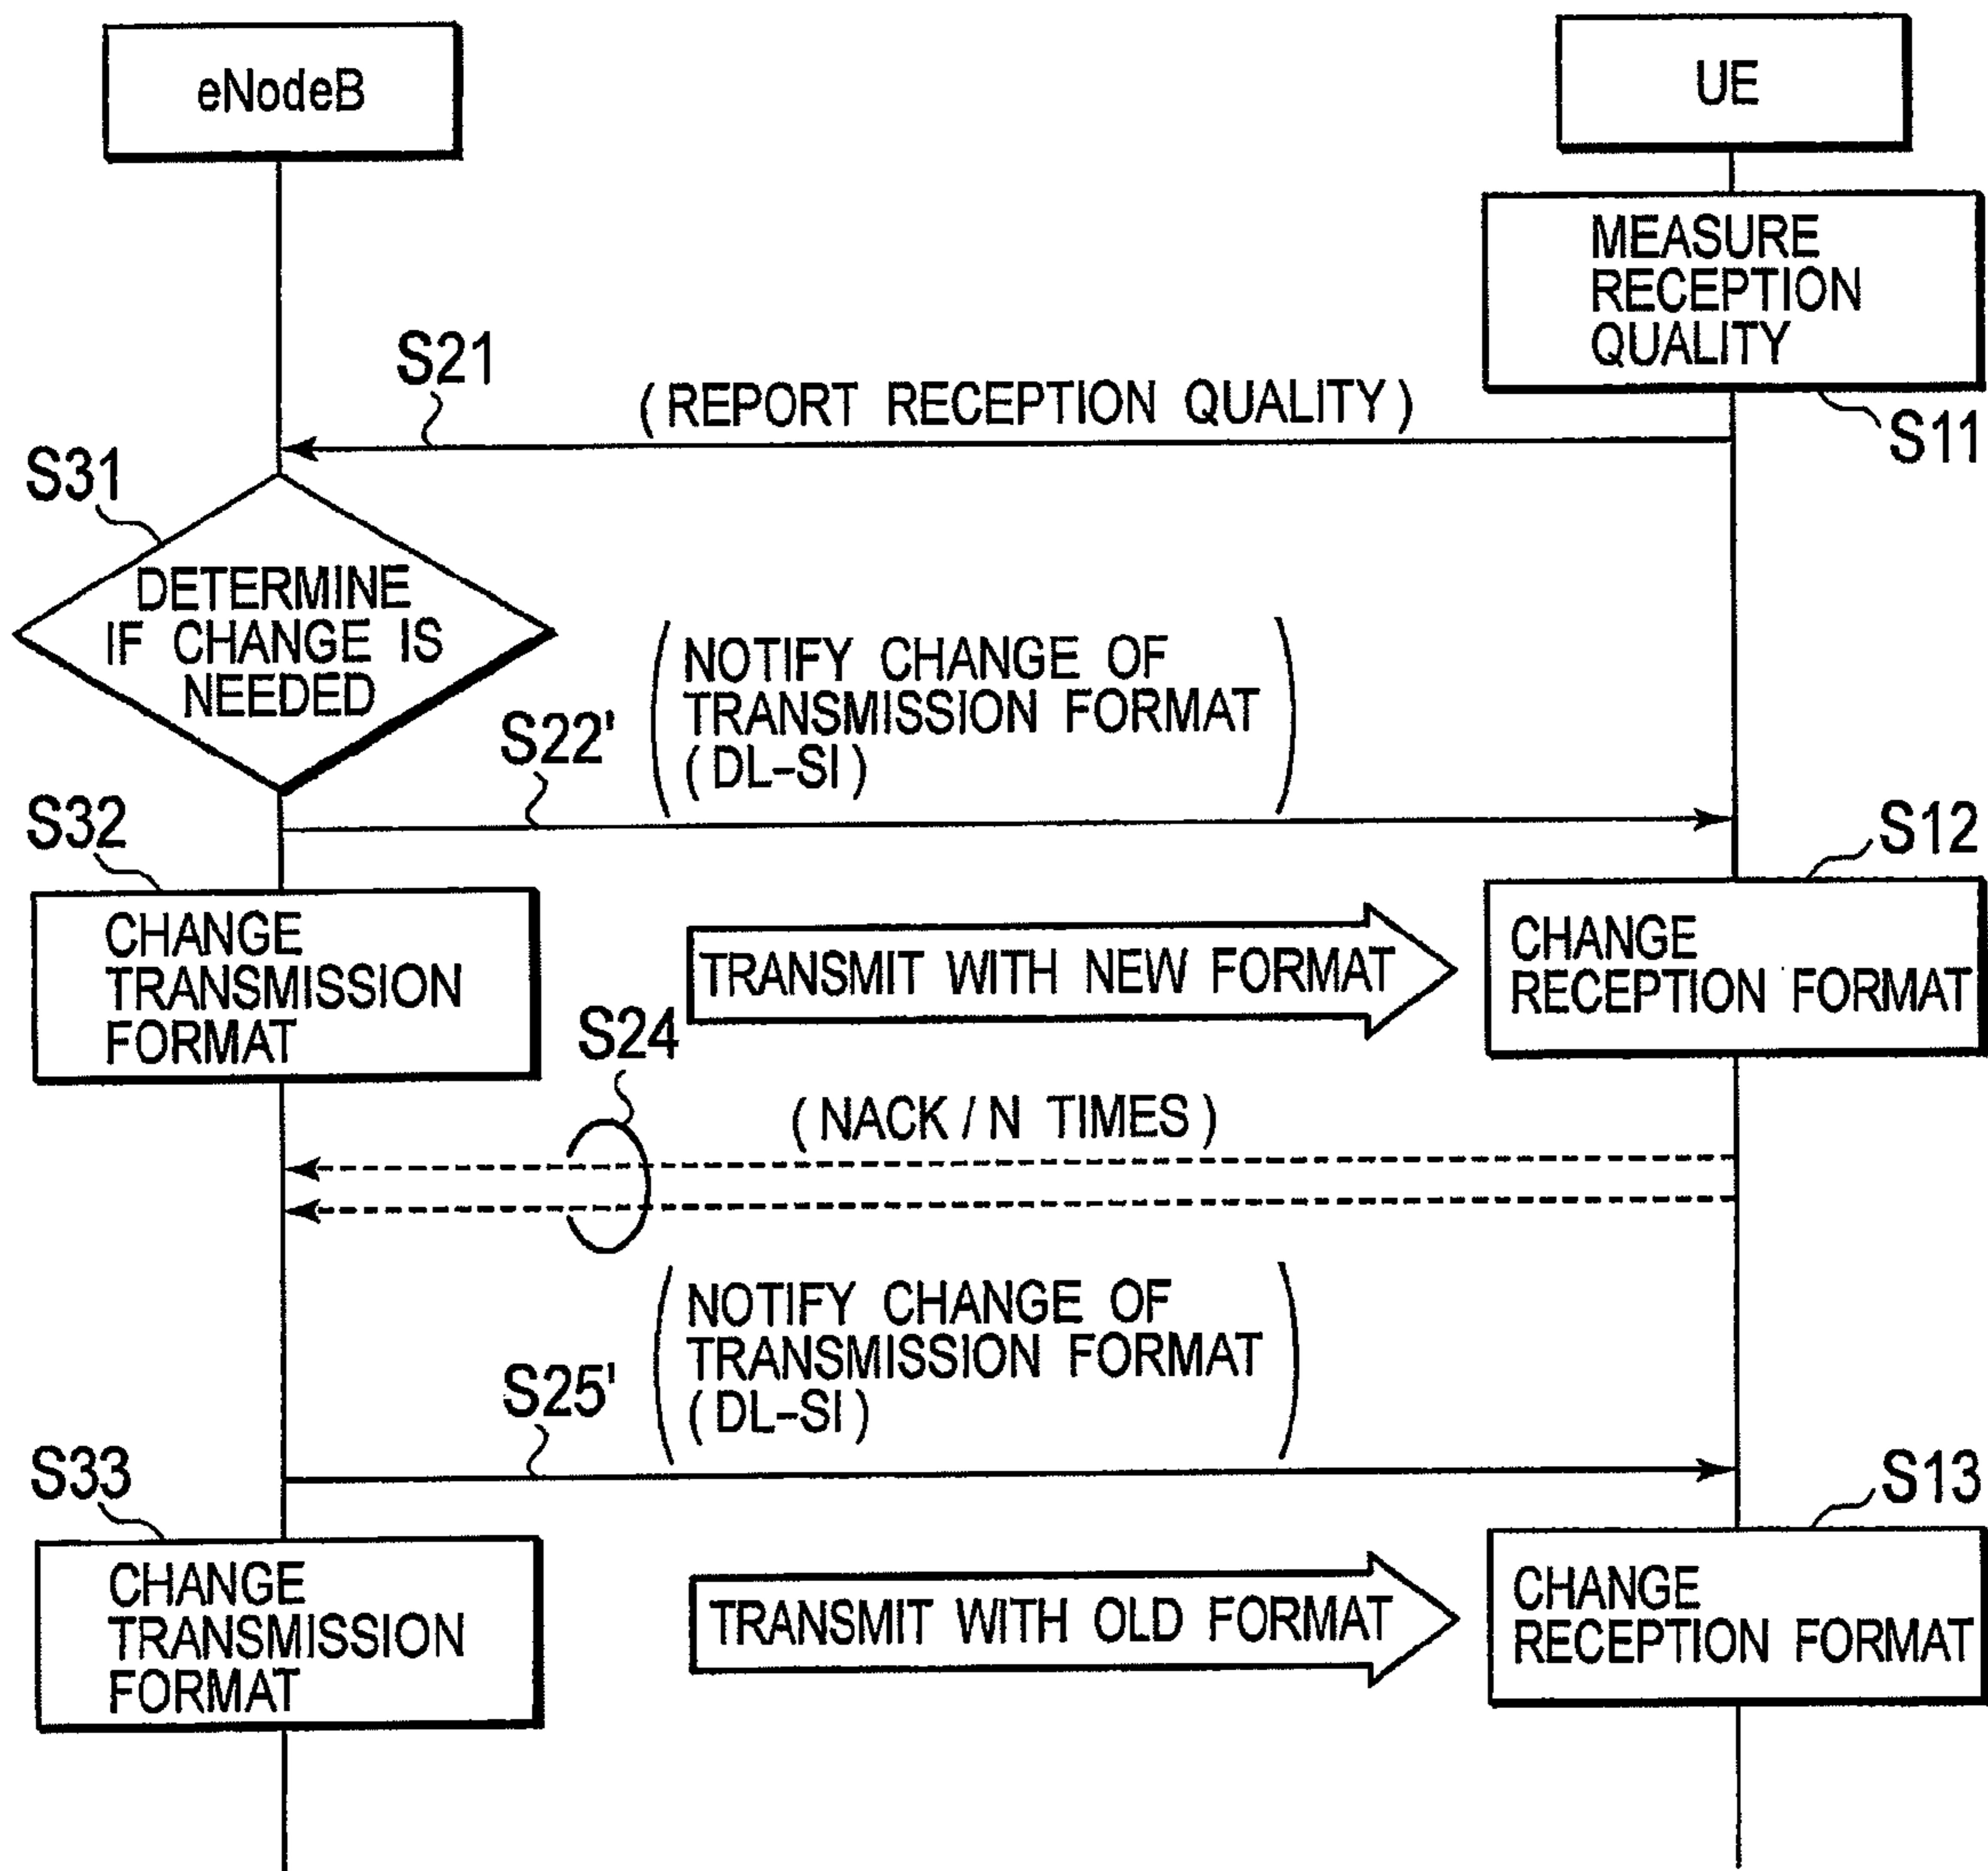 eNodeB
UE
MEASURE
RECEPTION
QUALITY
S11
S21
( REPORT RECEPTION QUALITY )
S31
DETERMINE
IF CHANGE IS
NEEDED
S22'
NOTIFY CHANGE OF
TRANSMISSION FORMAT
( DL-SI )
S32
CHANGE
TRANSMISSION
FORMAT
TRANSMIT WITH NEW FORMAT
S12
CHANGE
RECEPTION FORMAT
S24
( NACK / N TIMES )
S25'
NOTIFY CHANGE OF
TRANSMISSION FORMAT
( DL-SI )
S33
CHANGE
TRANSMISSION
FORMAT
TRANSMIT WITH OLD FORMAT
S13
CHANGE
RECEPTION FORMAT